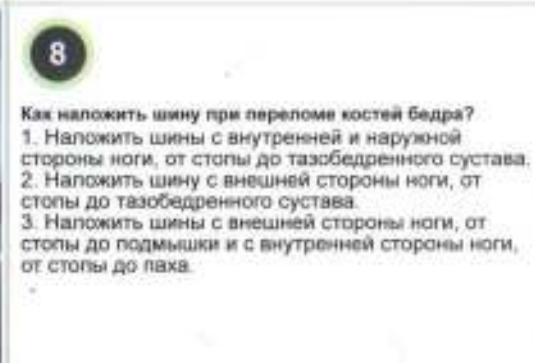 8
Как наложить шину при переломе костей бедра?
1. Наложить шины с внутренней и наружной
стороны ноги, от стопы до тазобедренного сустава.
2. Наложить шину с внешней стороны ноги, от
стопы до тазобедренного сустава.
3. Наложить шины с внешней стороны ноги, от
стопы до подмышки и с внутренней стороны ноги,
от стопы до паха.